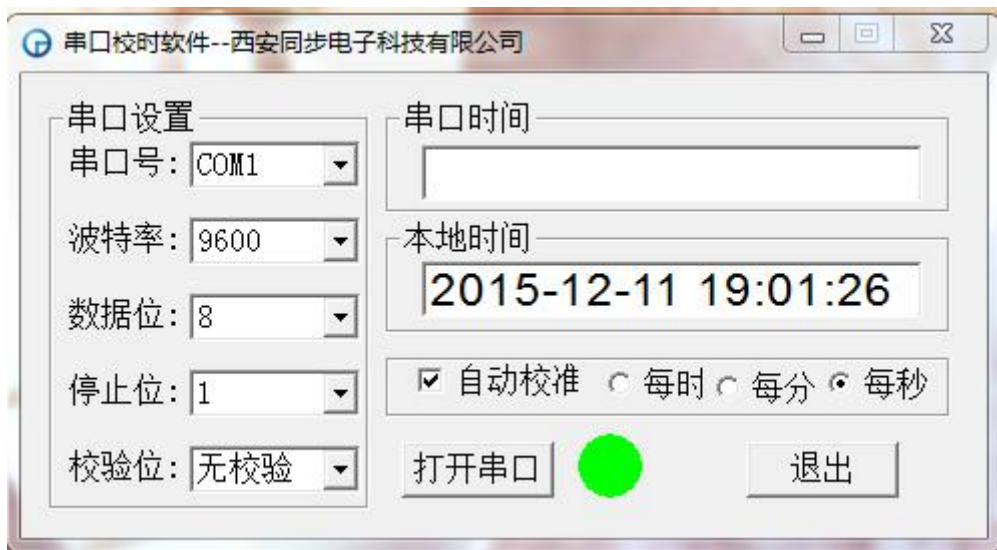 串口校时软件--西安同步电子科技有限公司
串口设置
串口号: COM1
波特率: 9600
数据位: 8
停止位: 1
校验位: 无校验
串口时间
本地时间
2015-12-11 19:01:26
自动校准 每时 每分 每秒
打开串口 退出